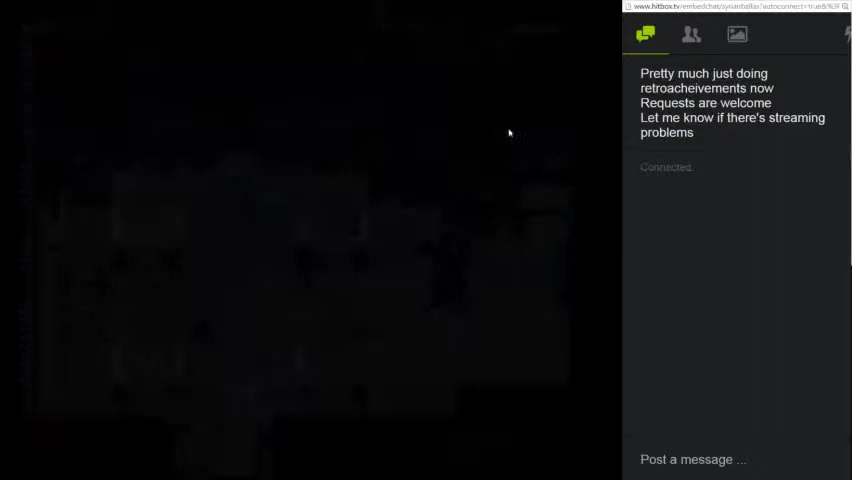 Pretty much just doing
retroacheivements now
Requests are welcome
Let me know if there's streaming
problems
Connected.
Post a message ...